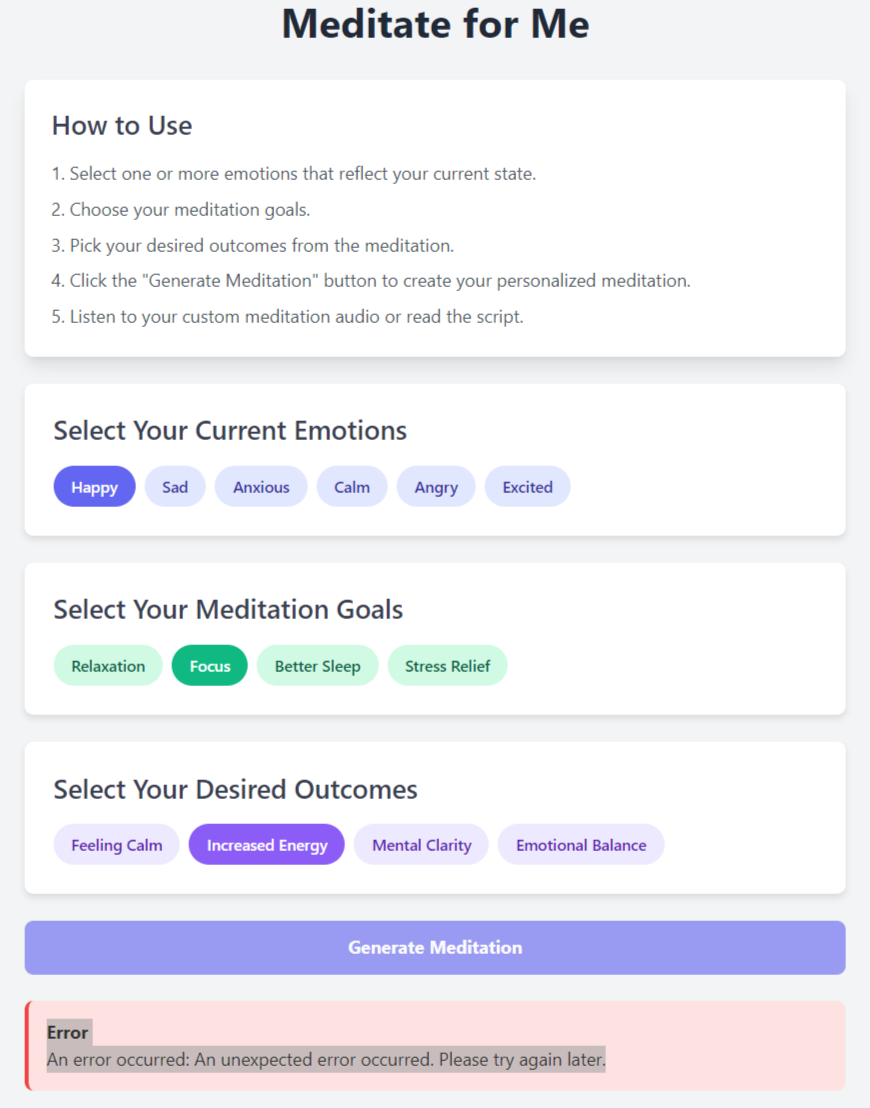 Meditate for Me
How to Use
1. Select one or more emotions that reflect your current state.
2. Choose your meditation goals.
3. Pick your desired outcomes from the meditation.
4. Click the "Generate Meditation" button to create your personalized meditation.
5. Listen to your custom meditation audio or read the script.
Select Your Current Emotions
Happy Sad Anxious Calm Angry Excited
Select Your Meditation Goals
Relaxation Focus Better Sleep Stress Relief
Select Your Desired Outcomes
Feeling Calm Increased Energy Mental Clarity Emotional Balance
Generate Meditation
Error
An error occurred: An unexpected error occurred. Please try again later.